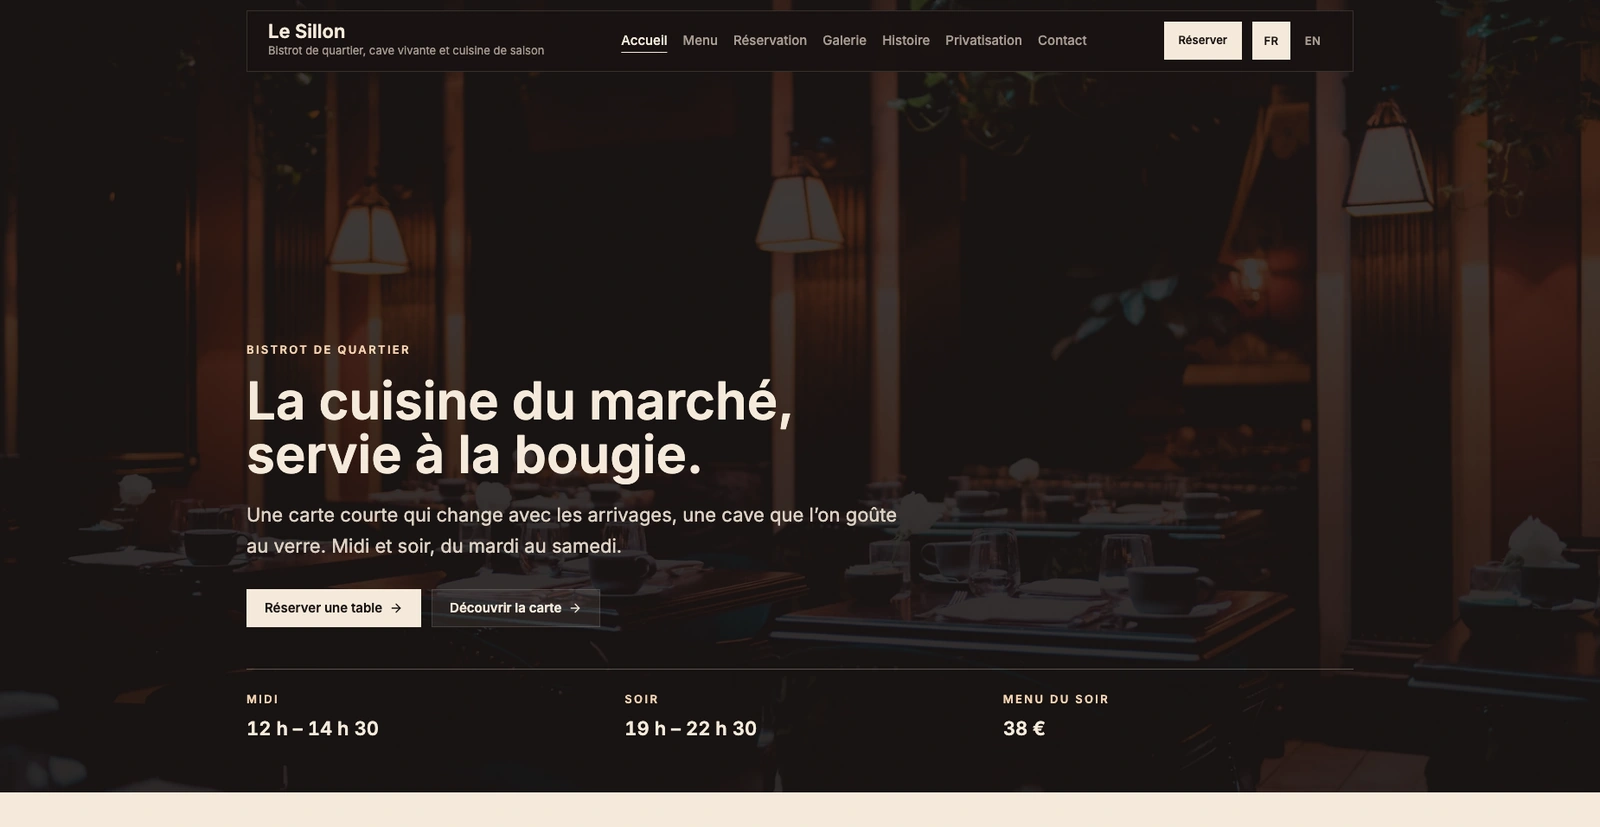 Le Sillon
Bistrot de quartier, cave vivante et cuisine de saison
Accueil Menu Réservation Galerie Histoire Privatisation Contact
Réserver FR EN
BISTROT DE QUARTIER
La cuisine du marché,
servie à la bougie.
Une carte courte qui change avec les arrivages, une cave que l’on goûte
au verre. Midi et soir, du mardi au samedi.
Réserver une table → Découvrir la carte →
MIDI
12 h – 14 h 30
SOIR
19 h – 22 h 30
MENU DU SOIR
38 €